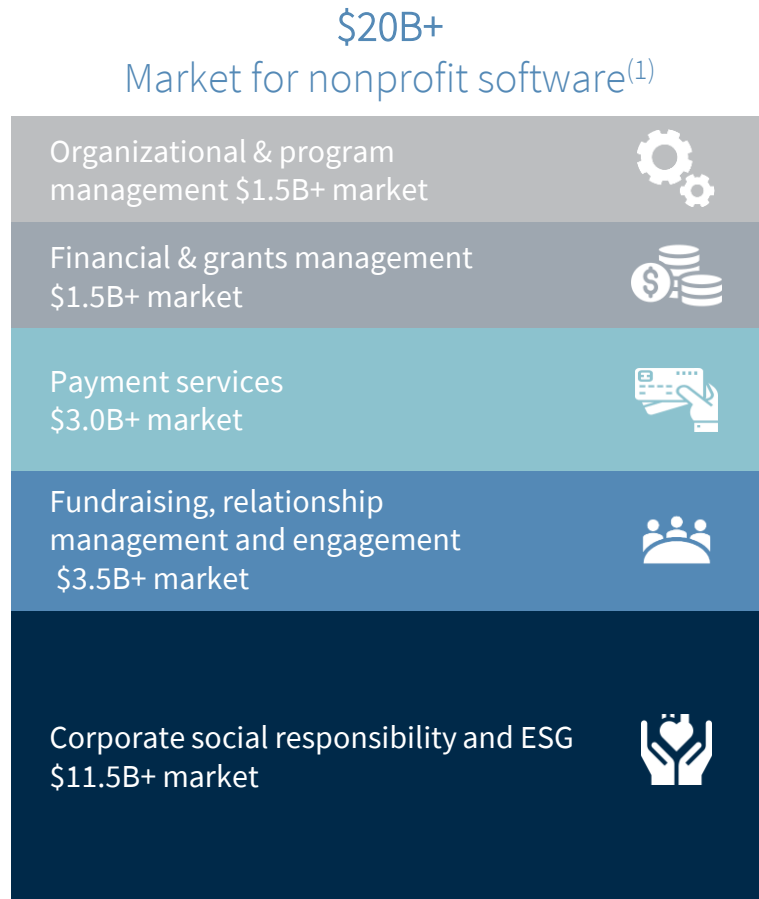 $20B+
Market for nonprofit software(1)
Organizational & program
management $1.5B+ market
Financial & grants management
$1.5B+ market
$
Payment services
$3.0B+ market
Fundraising, relationship
management and engagement
$3.5B+ market
Corporate social responsibility and ESG
$11.5B+ market